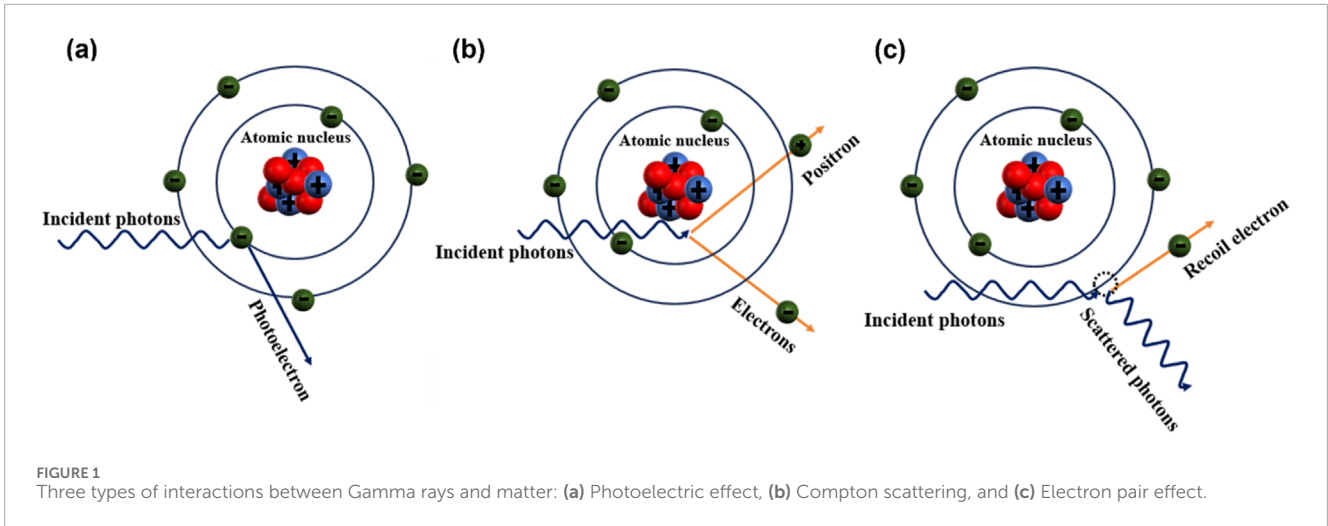 (a)
Atomic nucleus
Incident photons
Photoelectron
(b)
Atomic nucleus
Incident photons
Positron
Electrons
(c)
Atomic nucleus
Incident photons
Recoil electron
Scattered photons
FIGURE 1
Three types of interactions between Gamma rays and matter: (a) Photoelectric effect, (b) Compton scattering, and (c) Electron pair effect.